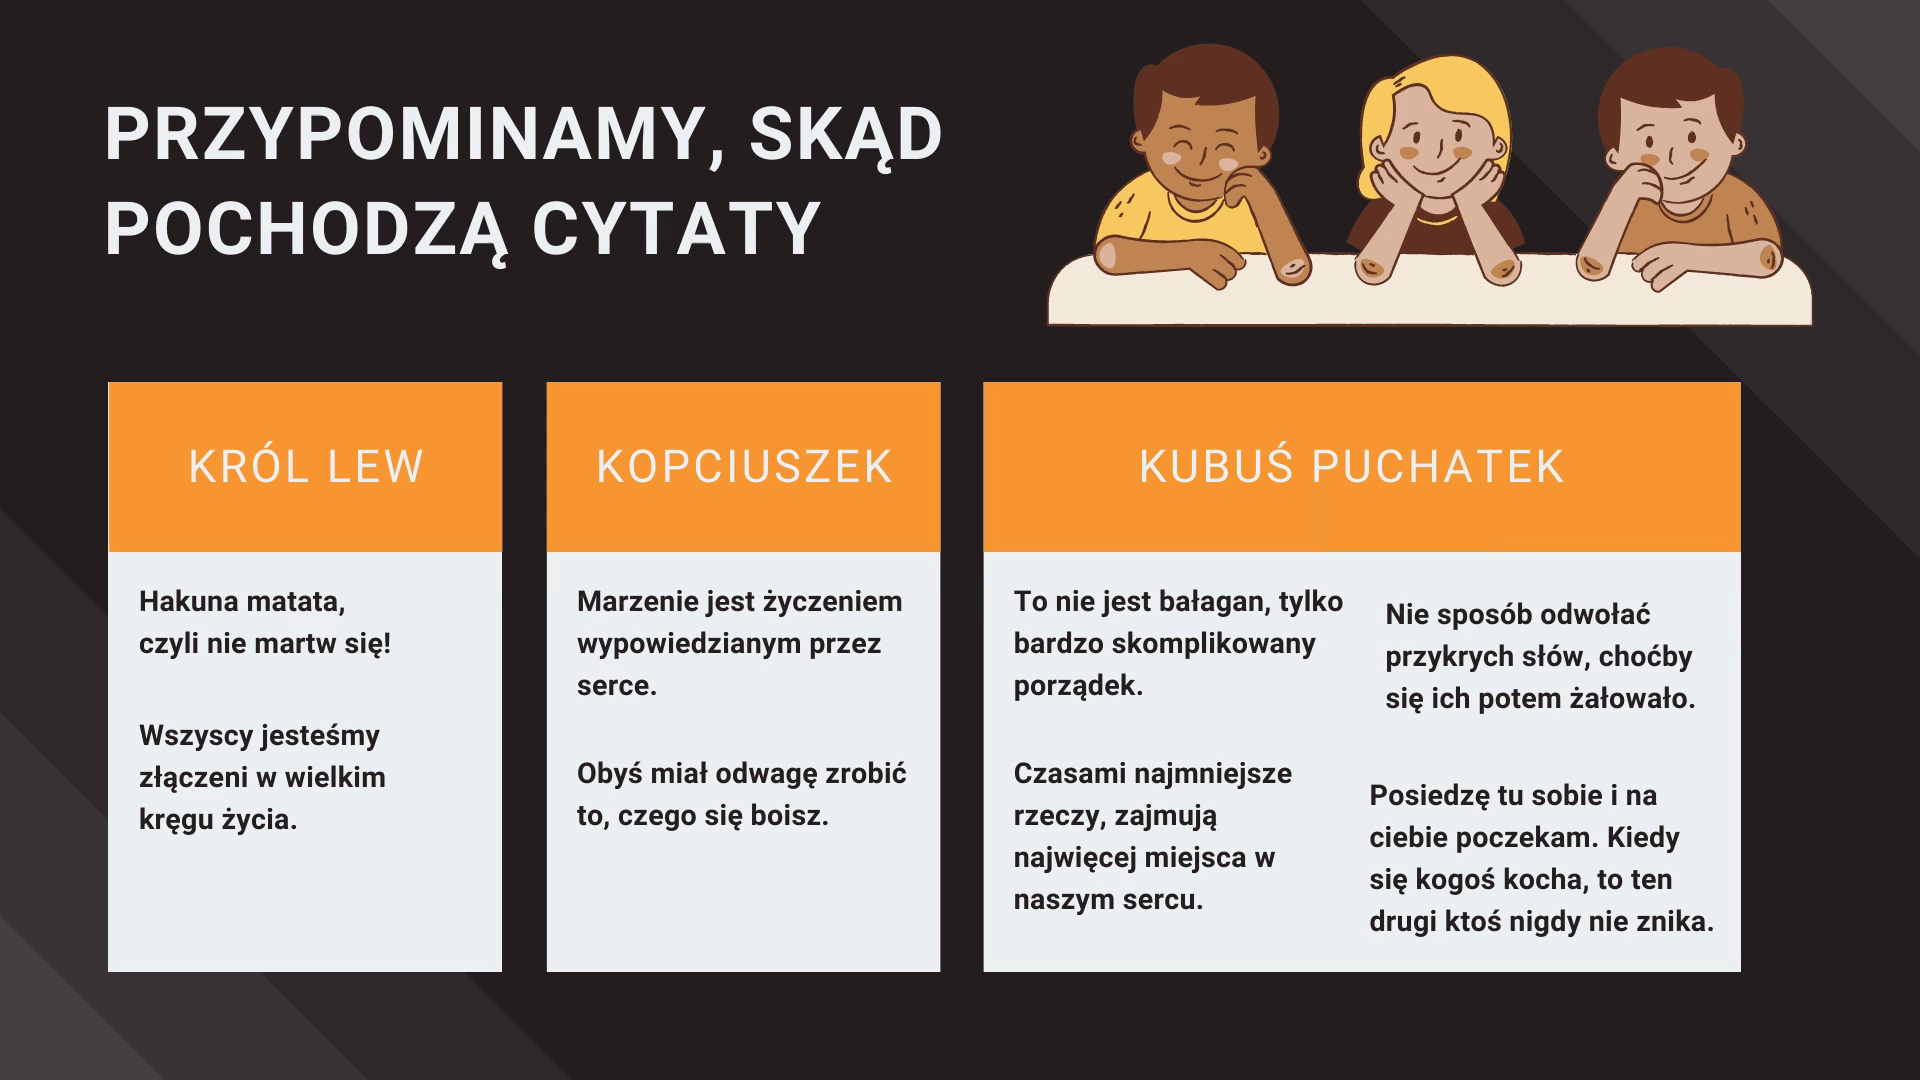 PRZYPOMINAMY, SKĄD
POCHODZĄ CYTATY
KRÓL LEW
Hakuna matata,
czyli nie martw się!
Wszyscy jesteśmy
złączeni w wielkim
kręgu życia.
KOPCIUSZEK
Marzenie jest życzeniem
wypowiedzianym przez
serce.
Obyś miał odwagę zrobić
to, czego się boisz.
KUBUŚ PUCHATEK
To nie jest bałagan, tylko
bardzo skomplikowany
porządek.
Czasami najmniejsze
rzeczy, zajmują
najwięcej miejsca w
naszym sercu.
Nie sposób odwołać
przykrych słów, choćby
się ich potem żałowało.
Posiedzę tu sobie i na
ciebie poczekam. Kiedy
się kogoś kocha, to ten
drugi ktoś nigdy nie znika.